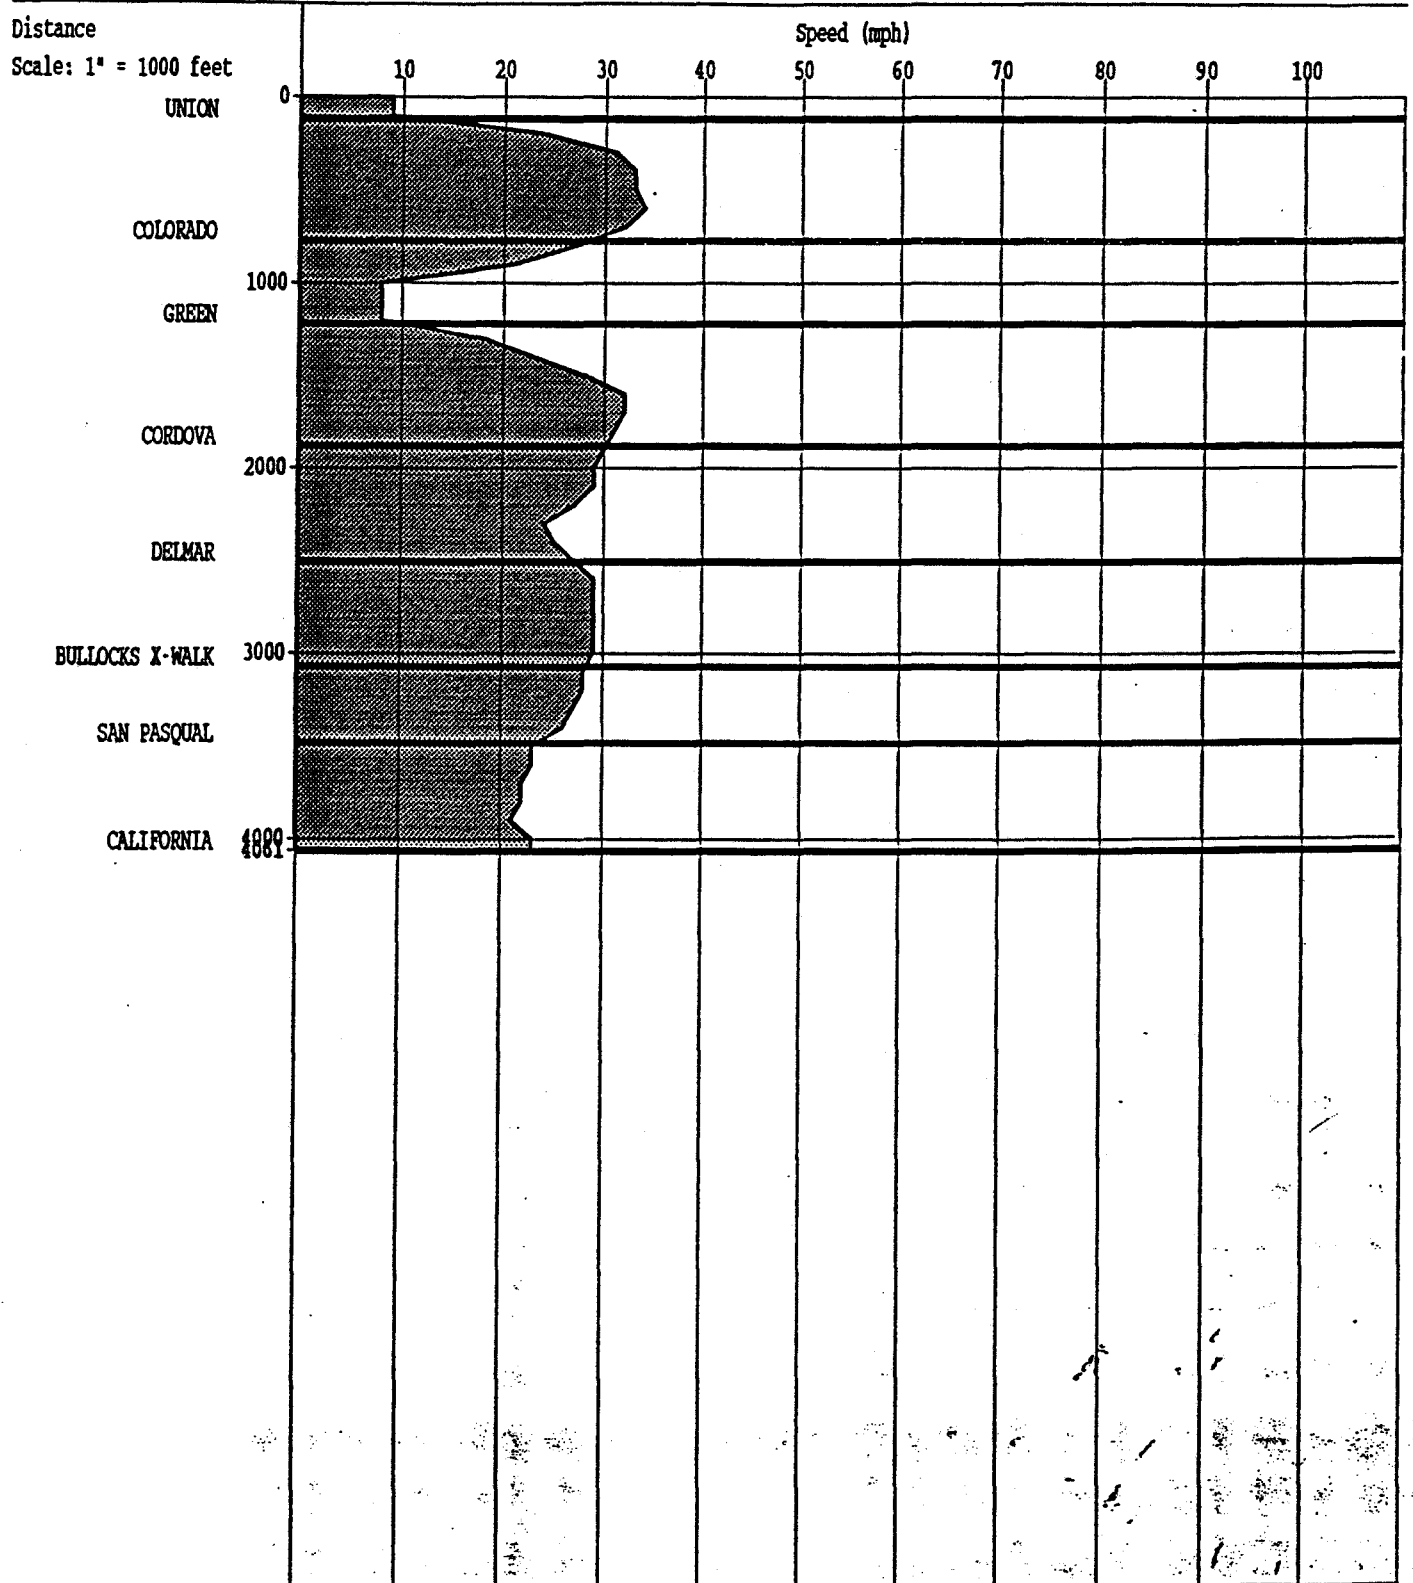 Distance
Speed (mph)
Scale: 1" = 1000 feet
10 20 30 40 50 60 70 80 90 100
0
UNION
COLORADO
1000
GREEN
CORDOVA
2000
DELMAR
BULLOCKS X-WALK 3000
SAN PASQUAL
CALIFORNIA 4000
4061